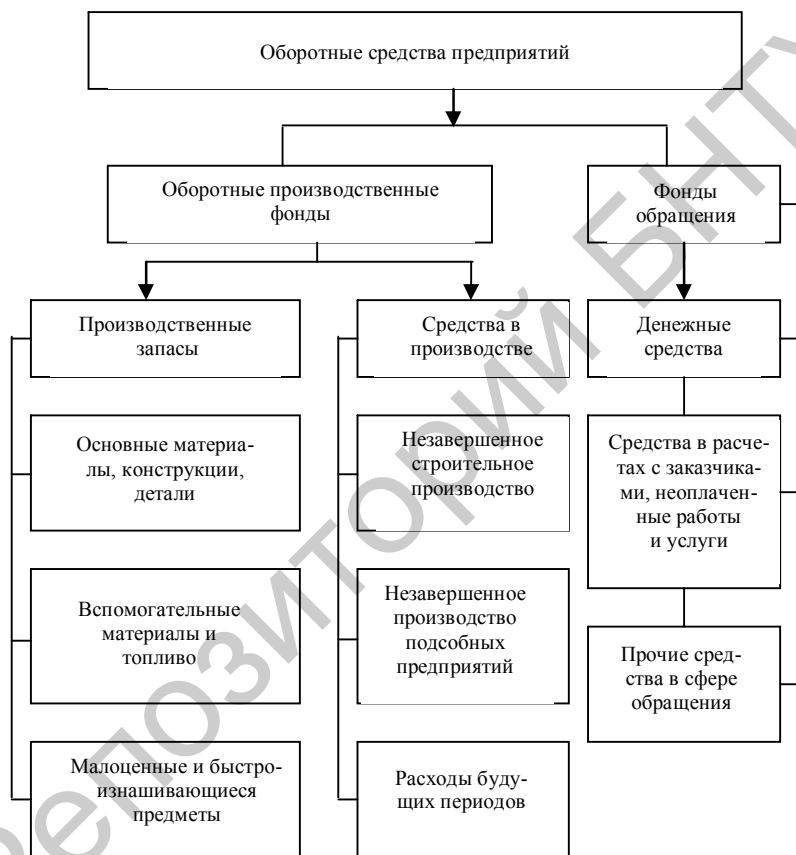 Оборотные средства предприятий
Оборотные производственные
фонды
Фонды
обращения
Производственные
запасы
Средства в
производстве
Денежные
средства
Основные материа-
лы, конструкции,
детали
Незавершенное
строительное
производство
Средства в расче-
тах с заказчика-
ми, неоплачен-
ные работы
и услуги
Вспомогательные
материалы и
топливо
Незавершенное
производство
подсобных
предприятий
Прочие сред-
ства в сфере
обращения
Малоценные и быстро-
изнашивающиеся
предметы
Расходы буду-
щих периодов
Репозиторий БНТУ